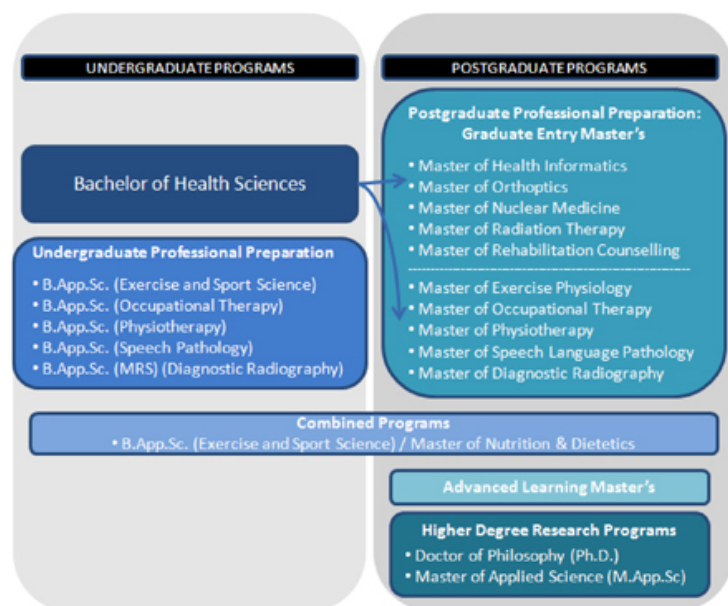 UNDERGRADUATE PROGRAMS
Bachelor of Health Sciences
Undergraduate Professional Preparation
• B.App.Sc. (Exercise and Sport Science)
• B.App.Sc. (Occupational Therapy)
• B.App.Sc. (Physiotherapy)
• B.App.Sc. (Speech Pathology)
• B.App.Sc. (MRS) (Diagnostic Radiography)
POSTGRADUATE PROGRAMS
Postgraduate Professional Preparation:
Graduate Entry Master's
• Master of Health Informatics
• Master of Orthoptics
• Master of Nuclear Medicine
• Master of Radiation Therapy
• Master of Rehabilitation Counselling
• Master of Exercise Physiology
• Master of Occupational Therapy
• Master of Physiotherapy
• Master of Speech Language Pathology
• Master of Diagnostic Radiography
Combined Programs
• B.App.Sc. (Exercise and Sport Science) / Master of Nutrition & Dietetics
Advanced Learning Master's
Higher Degree Research Programs
• Doctor of Philosophy (Ph.D.)
• Master of Applied Science (M.App.Sc)